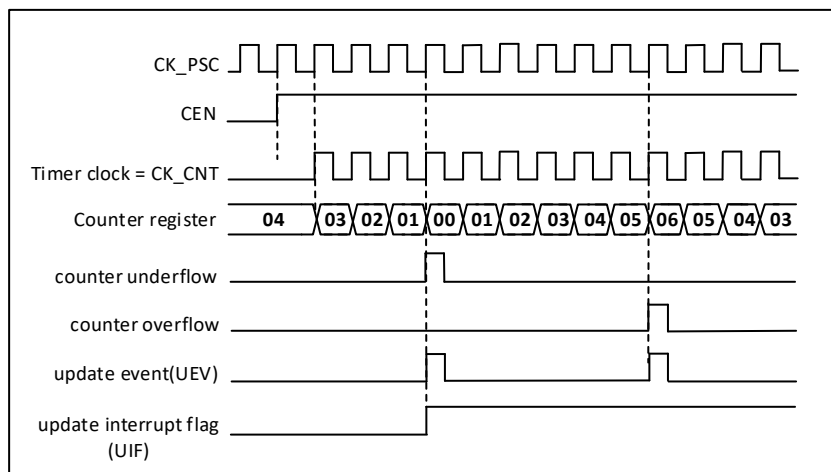 CK_PSC
CEN
Timer clock = CK_CNT
Counter register 04 03 02 01 00 01 02 03 04 05 06 05 04 03
counter underflow
counter overflow
update event(UEV)
update interrupt flag
(UIF)